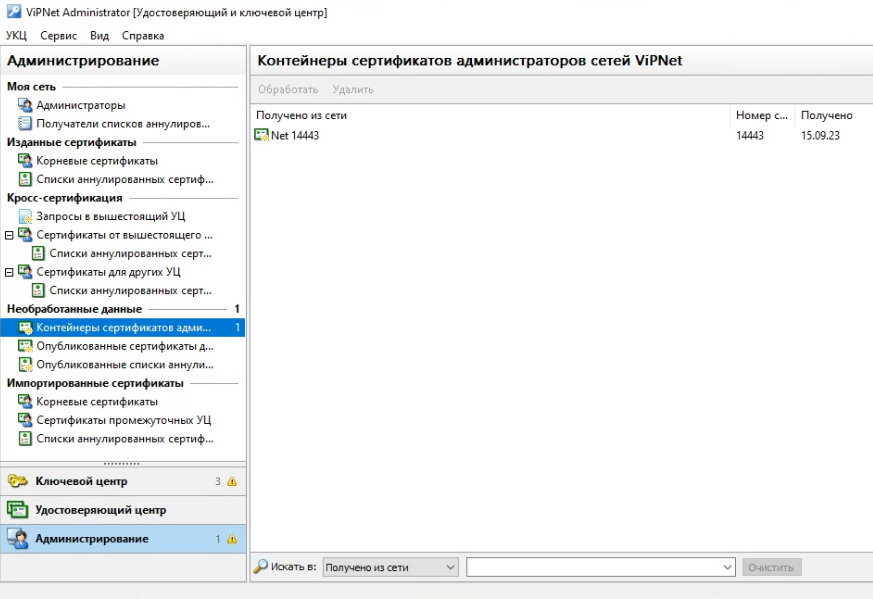 ViPNet Administrator [Удостоверяющий и ключевой центр]
УКЦ Сервис Вид Справка
Администрирование
Моя сеть
Администраторы
Получатели списков аннулиров...
Изданные сертификаты
Корневые сертификаты
Списки аннулированных сертиф...
Кросс-сертификация
Запросы в вышестоящий УЦ
Сертификаты от вышестоящего ...
Списки аннулированных серт...
Сертификаты для других УЦ
Списки аннулированных серт...
Необработанные данные 1
Контейнеры сертификатов адми... 1
Опубликованные сертификаты д...
Опубликованные списки аннули...
Импортированные сертификаты
Корневые сертификаты
Сертификаты промежуточных УЦ
Списки аннулированных сертиф...
Ключевой центр 3
Удостоверяющий центр
Администрирование 1
Контейнеры сертификатов администраторов сетей ViPNet
Обработать Удалить
Получено из сети Номер с... Получено
Net 14443 14443 15.09.23
Искать в: Получено из сети Очистить